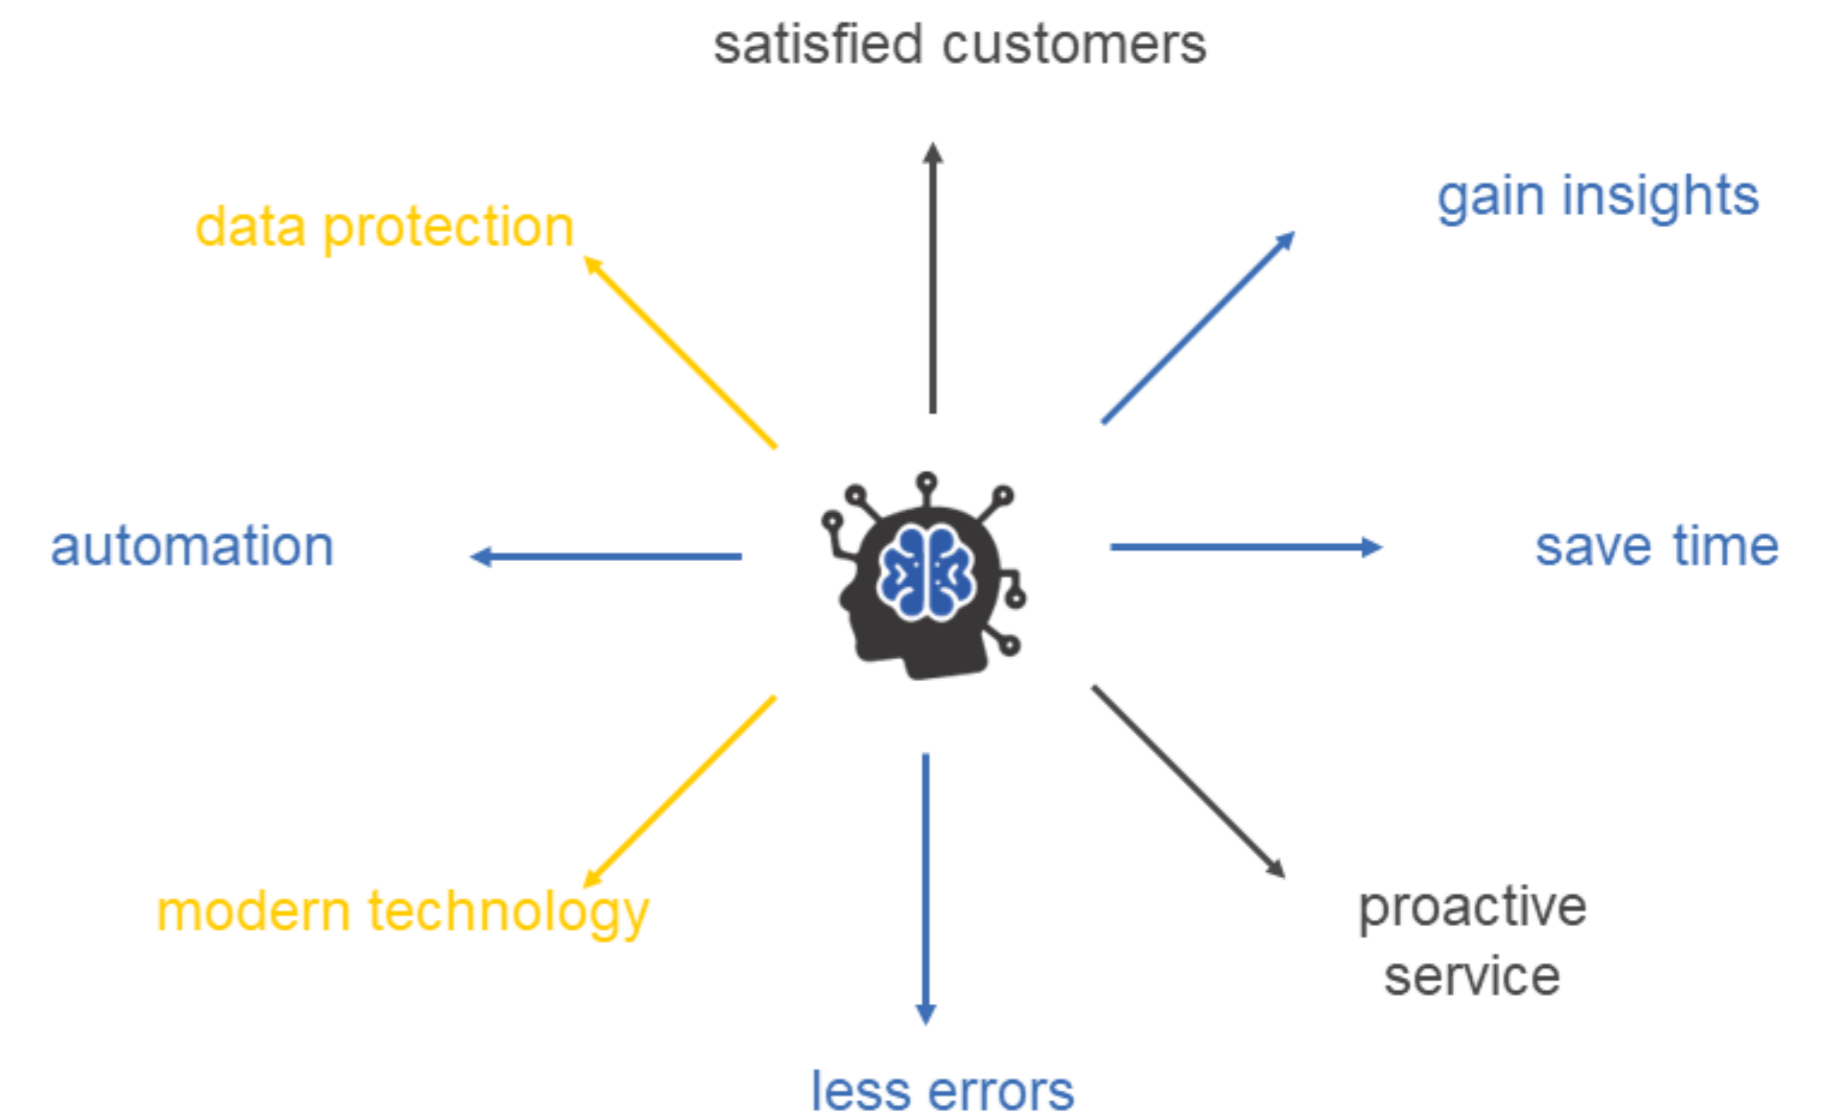 satisfied customers
gain insights
data protection
automation
save time
modern technology
proactive
service
less errors